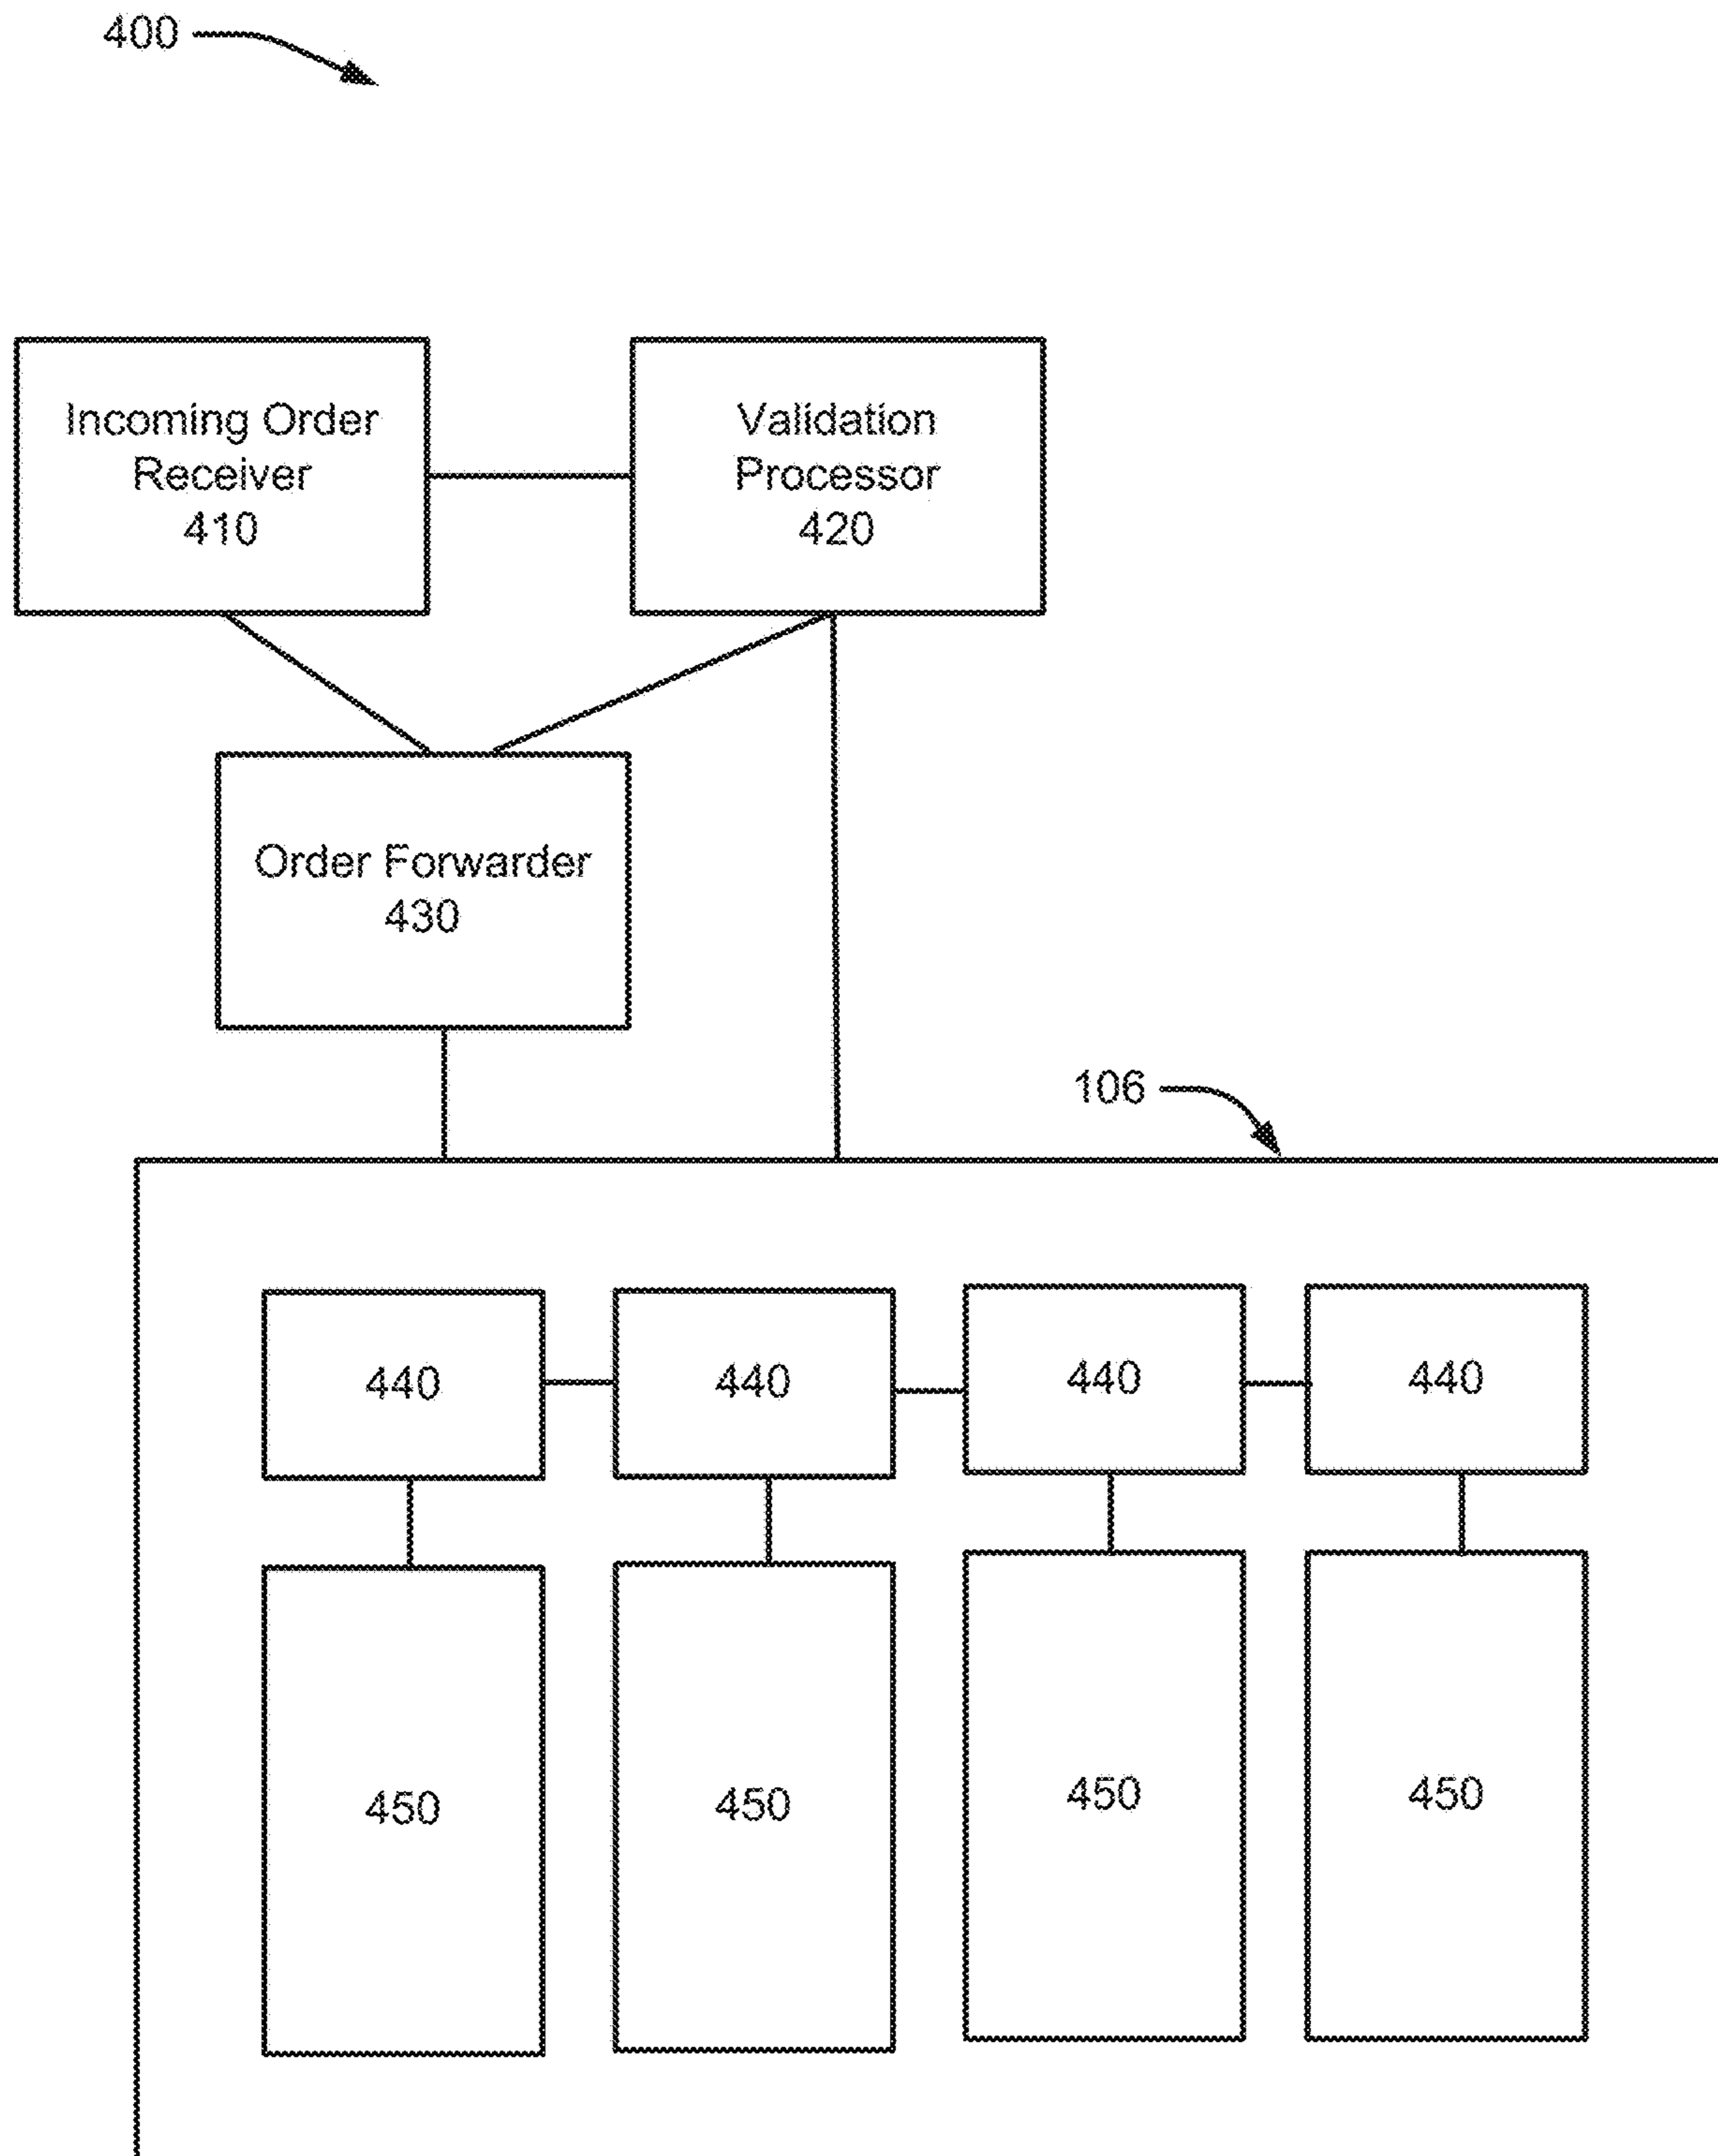 400
Incoming Order
Receiver
410
Validation
Processor
420
Order Forwarder
430
106
440
440
440
440
450
450
450
450